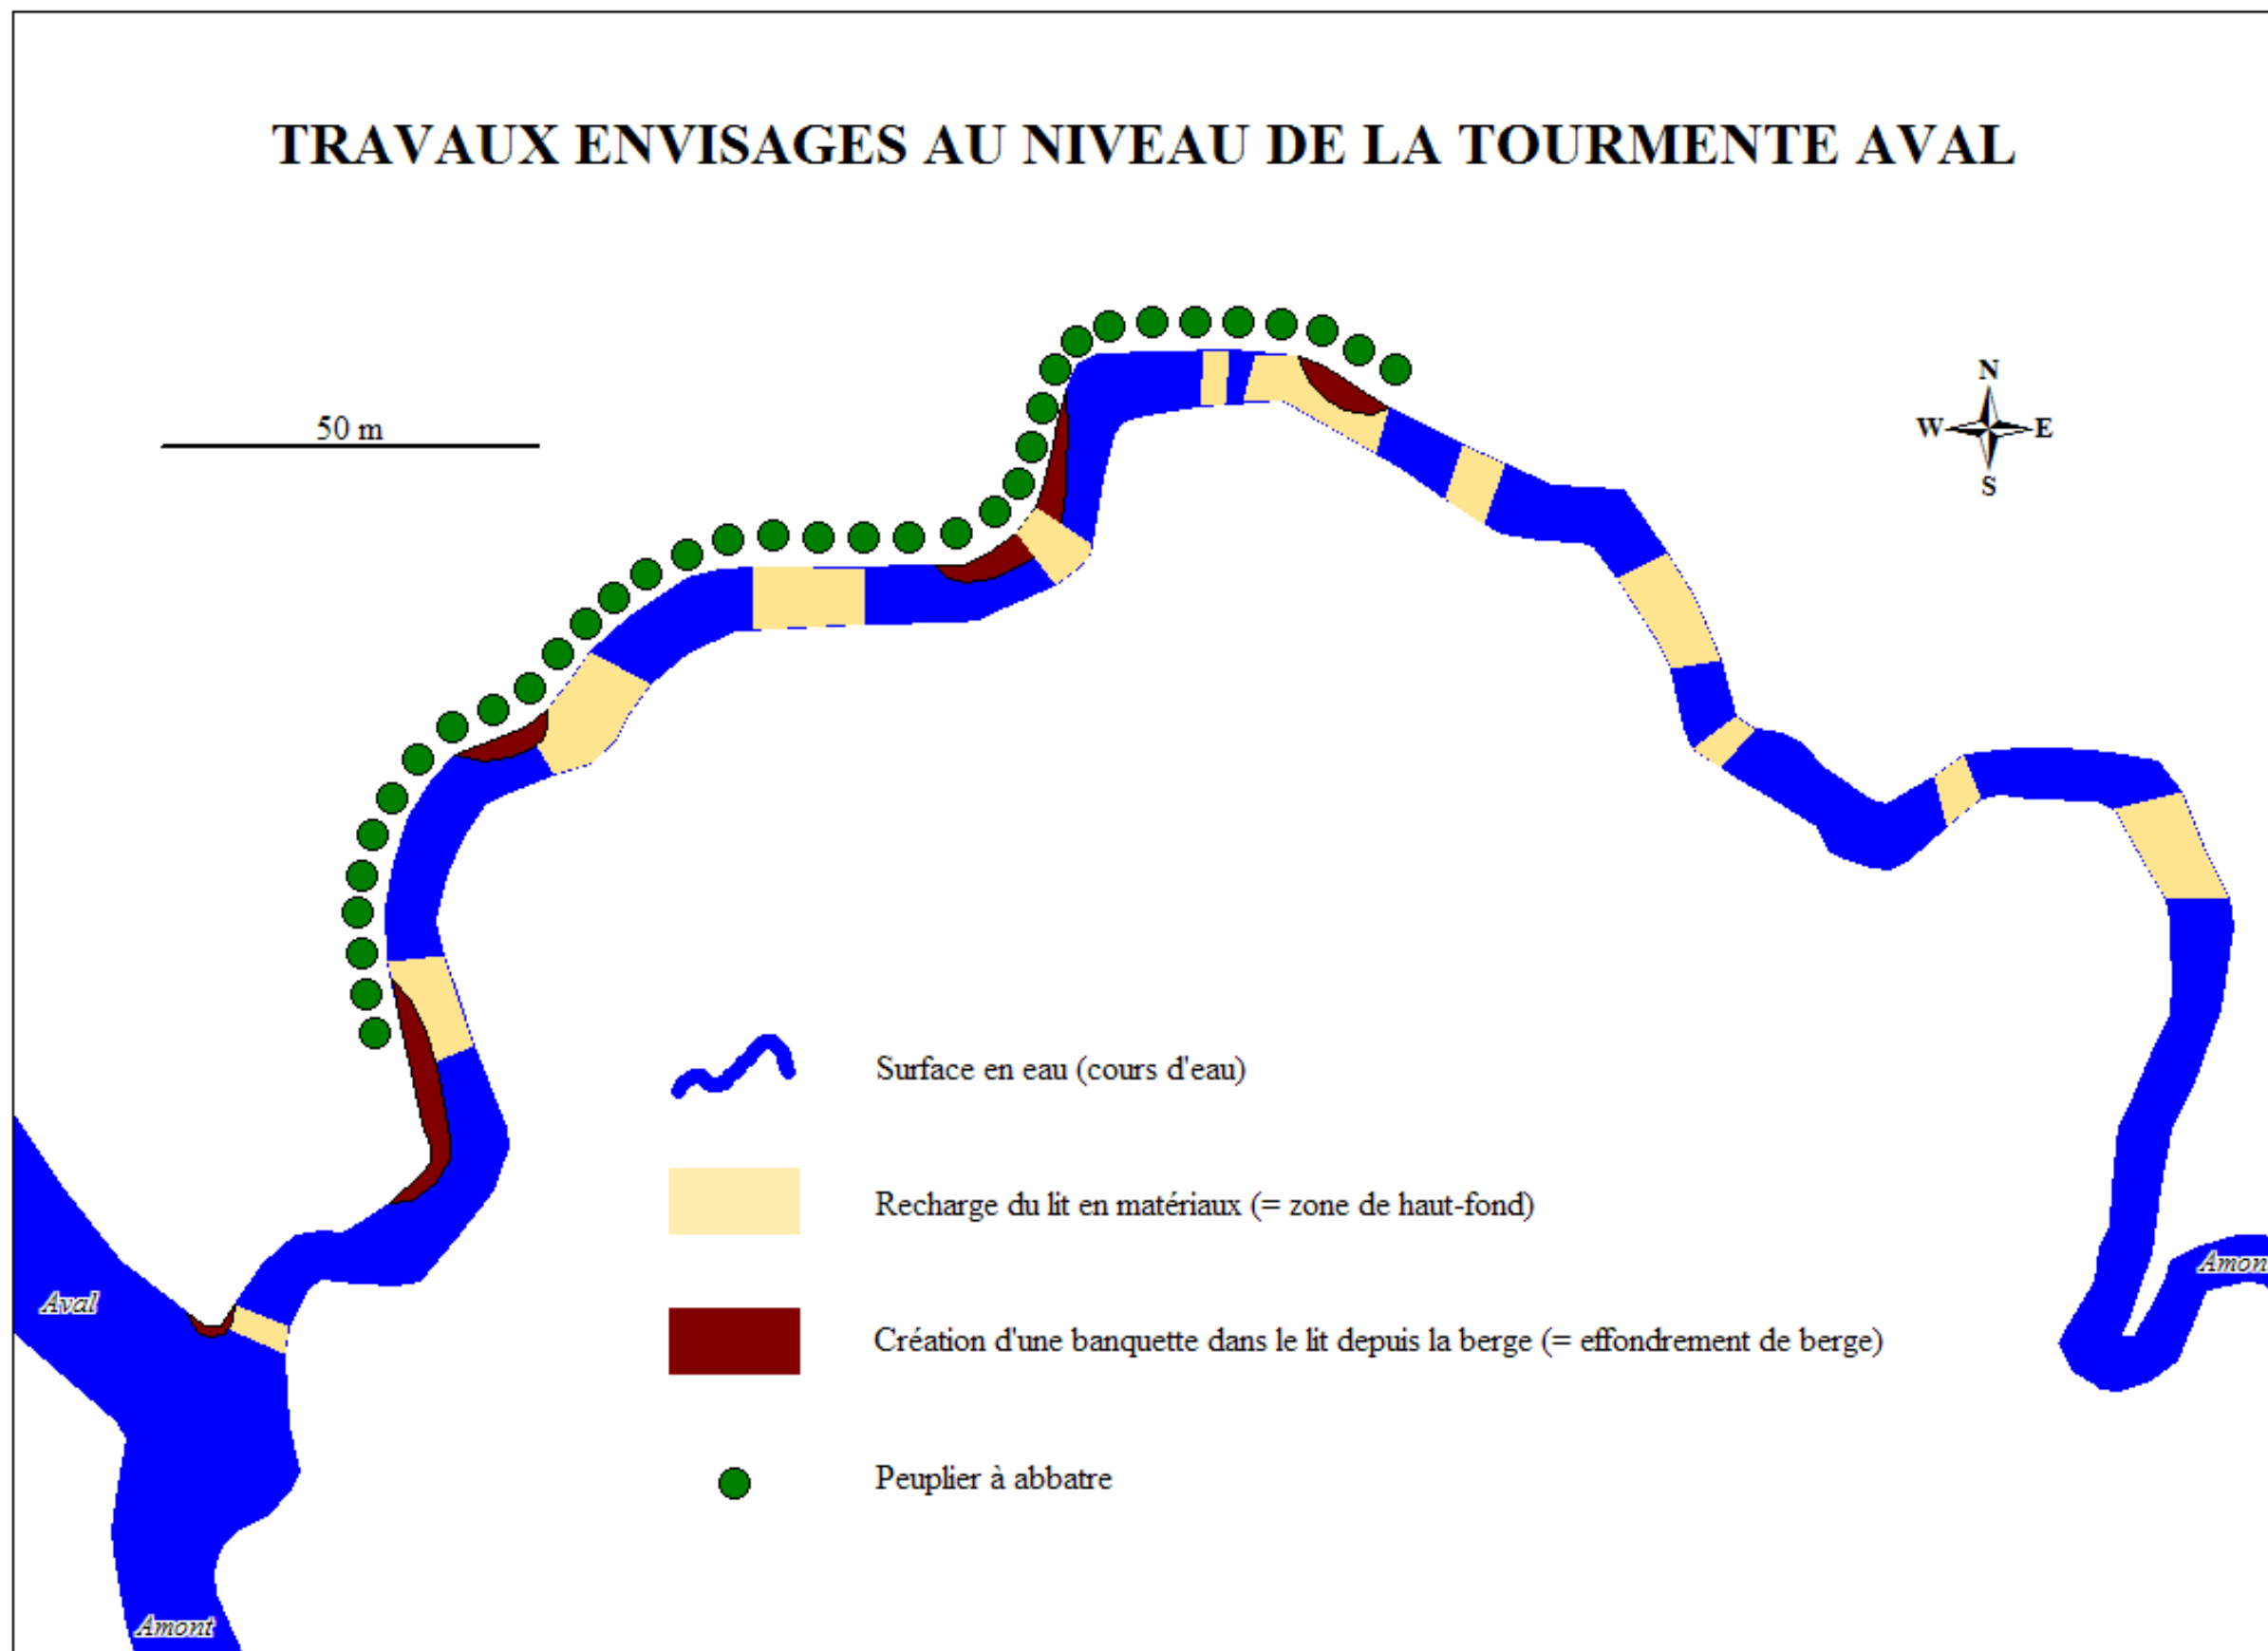 TRAVAUX ENVISAGES AU NIVEAU DE LA TOURMENTE AVAL
50 m
N
W
E
S
Surface en eau (cours d'eau)
Recharge du lit en matériaux (= zone de haut-fond)
Amon
Aval
Création d'une banquette dans le lit depuis la berge (= effondrement de berge)
Peuplier à abbatre
Amont